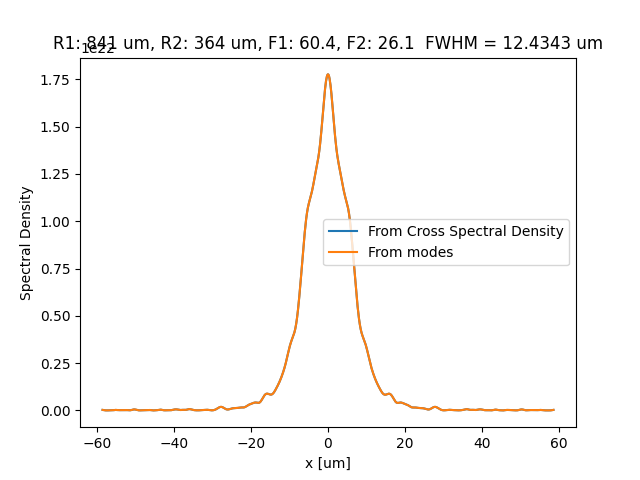 R1: 841 um, R2: 364 um, F1: 60.4, F2: 26.1  FWHM = 12.4343 um
1e22
1.75
1.50
1.25
1.00
0.75
0.50
0.25
0.00
Spectral Density
From Cross Spectral Density
From modes
−60
−40
−20
0
20
40
60
x [um]